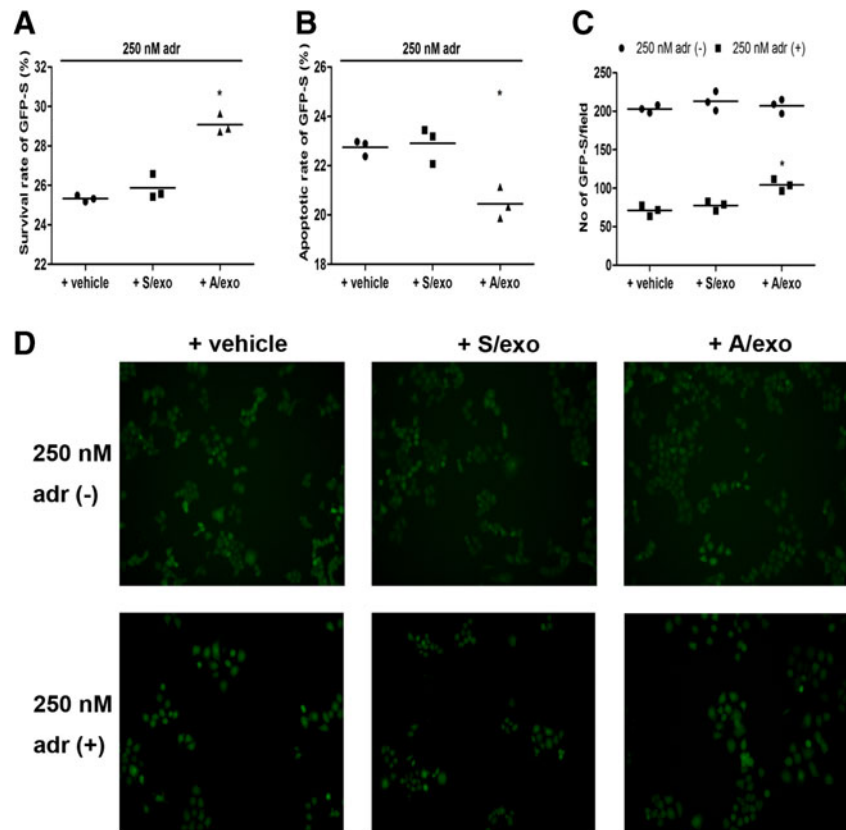 A
250 nM adr
Survival rate of GFP-S (%)
32
30
28
26
24
22
*
+ vehicle
+ S/exo
+ A/exo
B
250 nM adr
Apoptotic rate of GFP-S (%)
26
24
22
20
18
*
+ vehicle
+ S/exo
+ A/exo
C
250 nM adr (-)
250 nM adr (+)
No of GFP-S/field
250
200
150
100
50
0
*
+ vehicle
+ S/exo
+ A/exo
D
+ vehicle
+ S/exo
+ A/exo
250 nM
adr (-)
250 nM
adr (+)